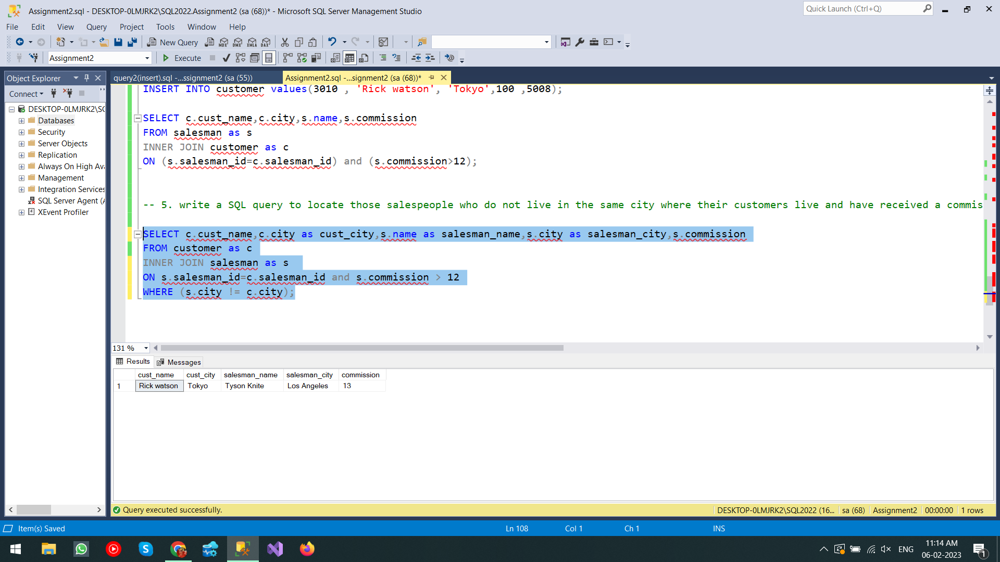 Assignment2.sql - DESKTOP-0LMJRK2\SQL2022.Assignment2 (sa (68))* - Microsoft SQL Server Management Studio
Quick Launch (Ctrl+Q)
File Edit View Query Project Tools Window Help
New Query MDX DMX XMLA DAX
Assignment2 Execute
Object Explorer
query2(insert).sql -...ssignment2 (sa (55))
Assignment2.sql -...signment2 (sa (68))*
Connect
DESKTOP-0LMJRK2\SQ
Databases
Security
Server Objects
Replication
Always On High Ava
Management
Integration Services
SQL Server Agent (A
XEvent Profiler
INSERT INTO customer values(3010 , 'Rick watson', 'Tokyo',100 ,5008);
SELECT c.cust_name,c.city,s.name,s.commission
FROM salesman as s
INNER JOIN customer as c
ON (s.salesman_id=c.salesman_id) and (s.commission>12);
-- 5. write a SQL query to locate those salespeople who do not live in the same city where their customers live and have received a commis
SELECT c.cust_name,c.city as cust_city,s.name as salesman_name,s.city as salesman_city,s.commission
FROM customer as c
INNER JOIN salesman as s
ON s.salesman_id=c.salesman_id and s.commission > 12
WHERE (s.city != c.city);
131 %
Results Messages
cust_name cust_city salesman_name salesman_city commission
1 Rick watson Tokyo Tyson Knite Los Angeles 13
Query executed successfully.
DESKTOP-0LMJRK2\SQL2022 (16... sa (68) Assignment2 00:00:00 1 rows
Item(s) Saved Ln 108 Col 1 Ch 1 INS
ENG
11:14 AM
06-02-2023
1